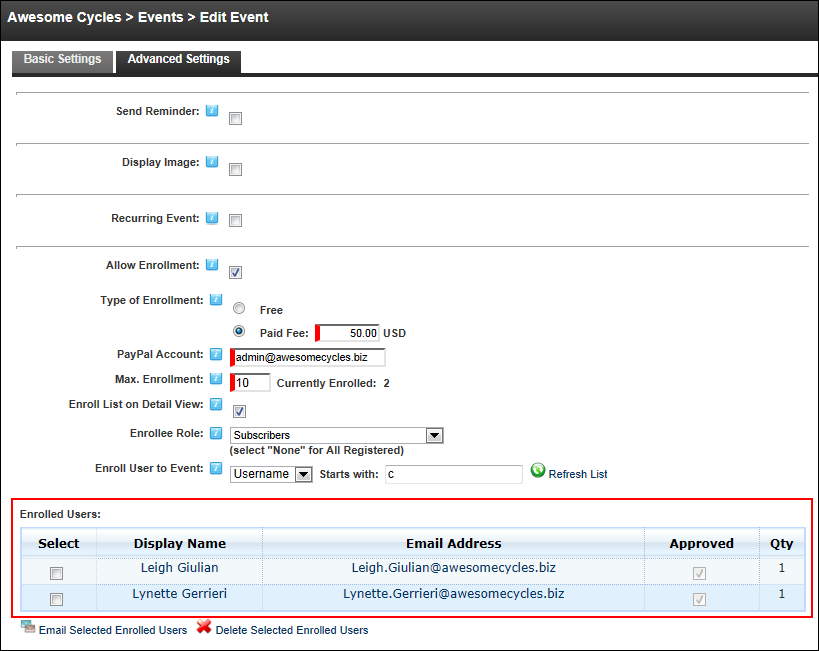 Awesome Cycles > Events > Edit Event
Basic Settings Advanced Settings
Send Reminder:
Display Image:
Recurring Event:
Allow Enrollment:
Type of Enrollment:
Free
Paid Fee: 50.00 USD
PayPal Account: admin@awesomecycles.biz
Max. Enrollment: 10 Currently Enrolled: 2
Enroll List on Detail View:
Enrollee Role: Subscribers
(select "None" for All Registered)
Enroll User to Event: Username Starts with: c Refresh List
Enrolled Users:
Select Display Name Email Address Approved Qty
Leigh Giulian Leigh.Giulian@awesomecycles.biz 1
Lynette Gerrieri Lynette.Gerrieri@awesomecycles.biz 1
Email Selected Enrolled Users Delete Selected Enrolled Users